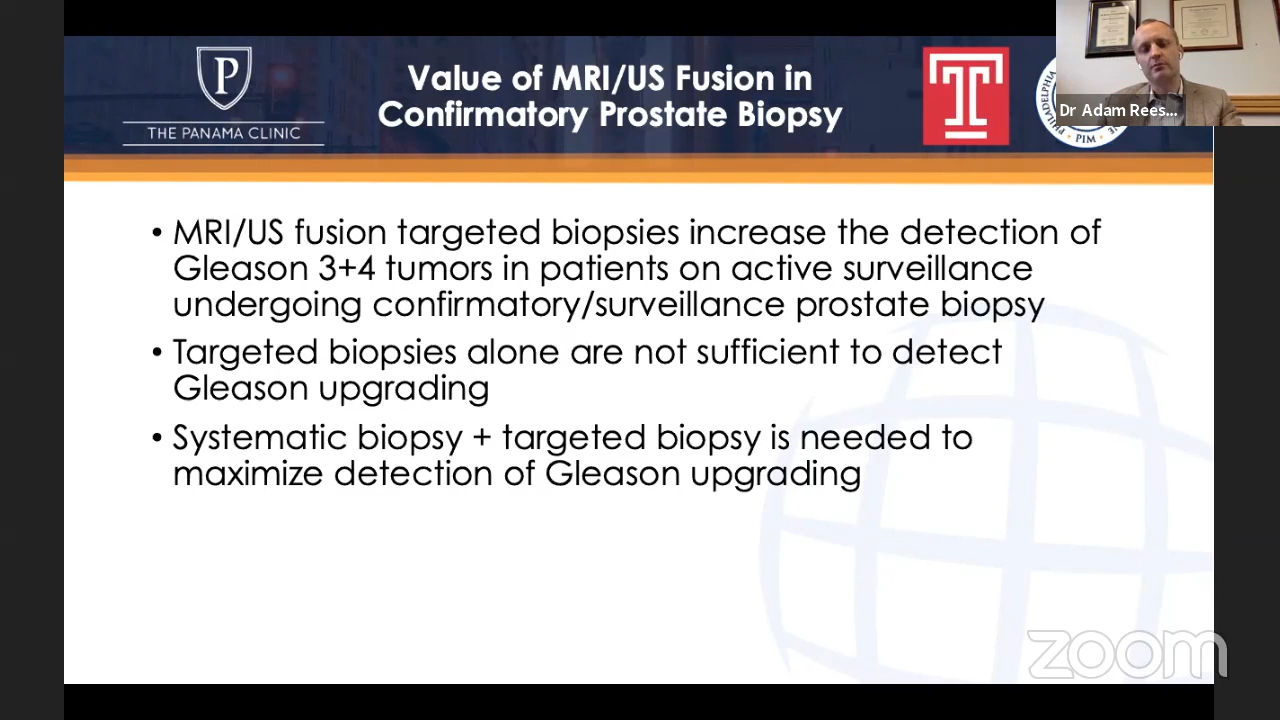 Value of MRI/US Fusion in
Confirmatory Prostate Biopsy
P
THE PANAMA CLINIC
T
PHILADELPHIA
PIM
Dr Adam Rees...
• MRI/US fusion targeted biopsies increase the detection of
Gleason 3+4 tumors in patients on active surveillance
undergoing confirmatory/surveillance prostate biopsy
• Targeted biopsies alone are not sufficient to detect
Gleason upgrading
• Systematic biopsy + targeted biopsy is needed to
maximize detection of Gleason upgrading
zoom